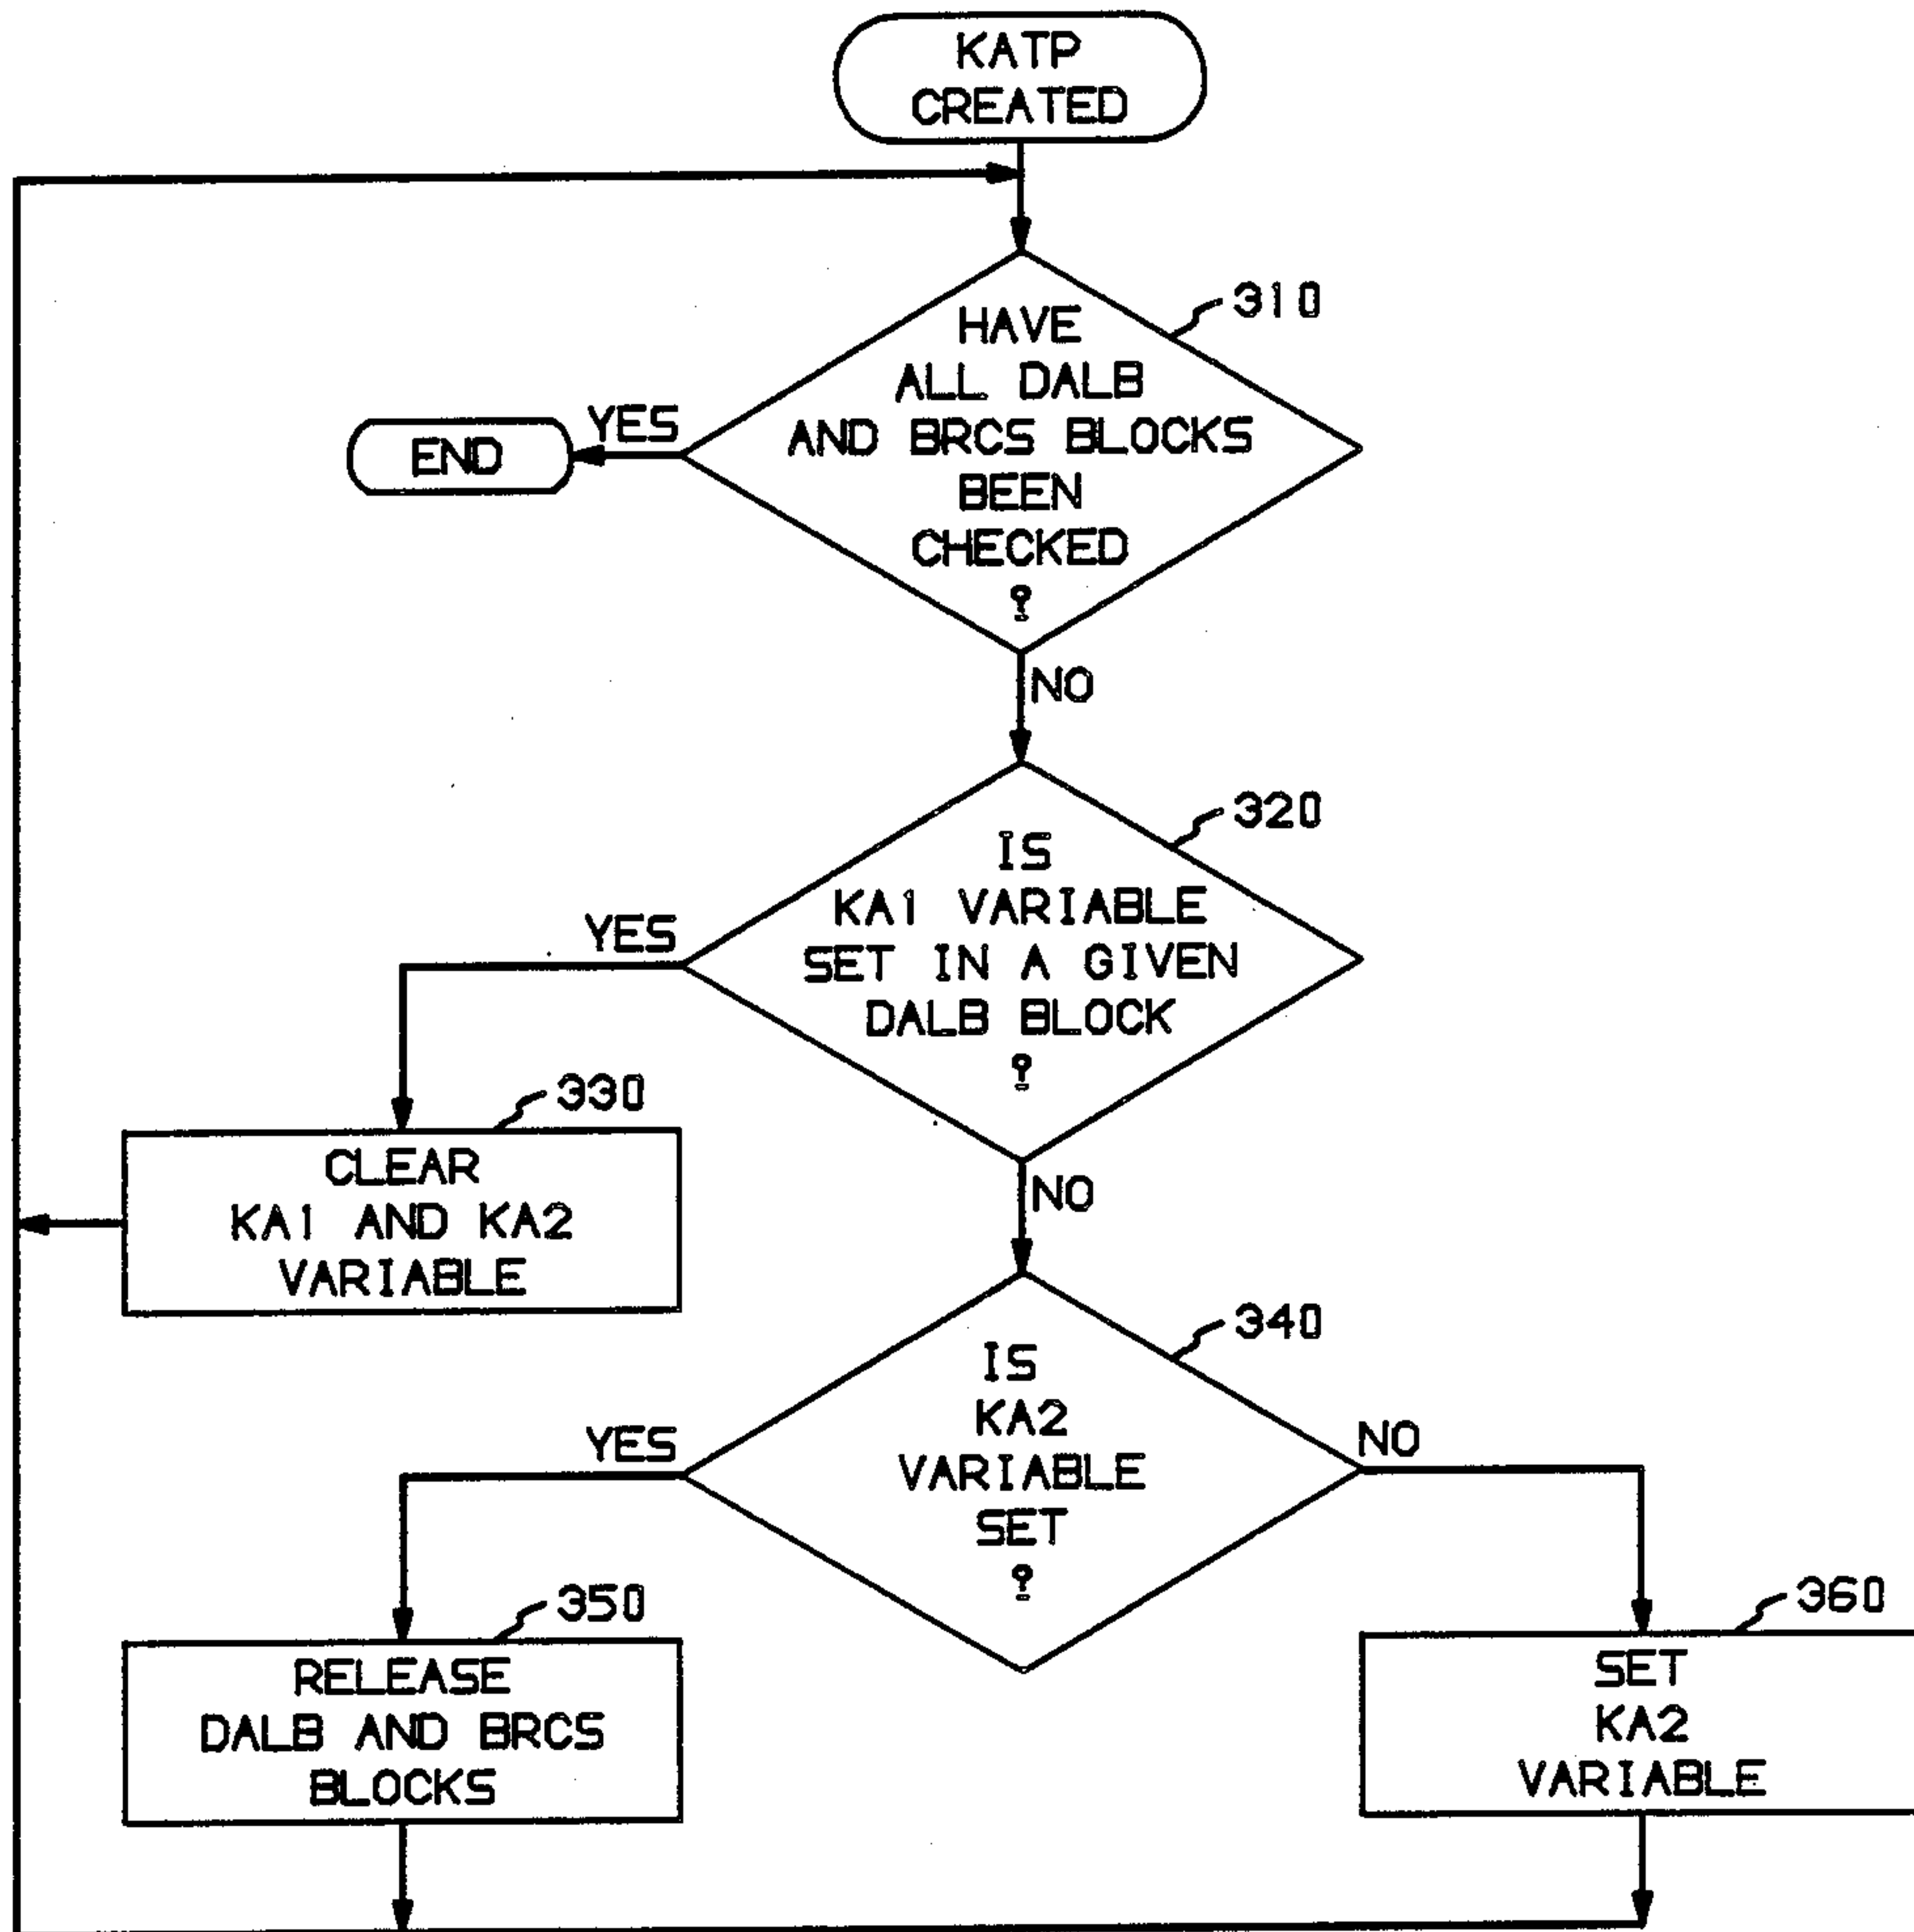 KATP
CREATED
310
HAVE
ALL DALB
AND BRCS BLOCKS
BEEN
CHECKED
?
YES
END
NO
320
IS
KA1 VARIABLE
SET IN A GIVEN
DALB BLOCK
?
YES
330
CLEAR
KA1 AND KA2
VARIABLE
NO
340
IS
KA2
VARIABLE
SET
?
YES
NO
350
RELEASE
DALB AND BRCS
BLOCKS
360
SET
KA2
VARIABLE